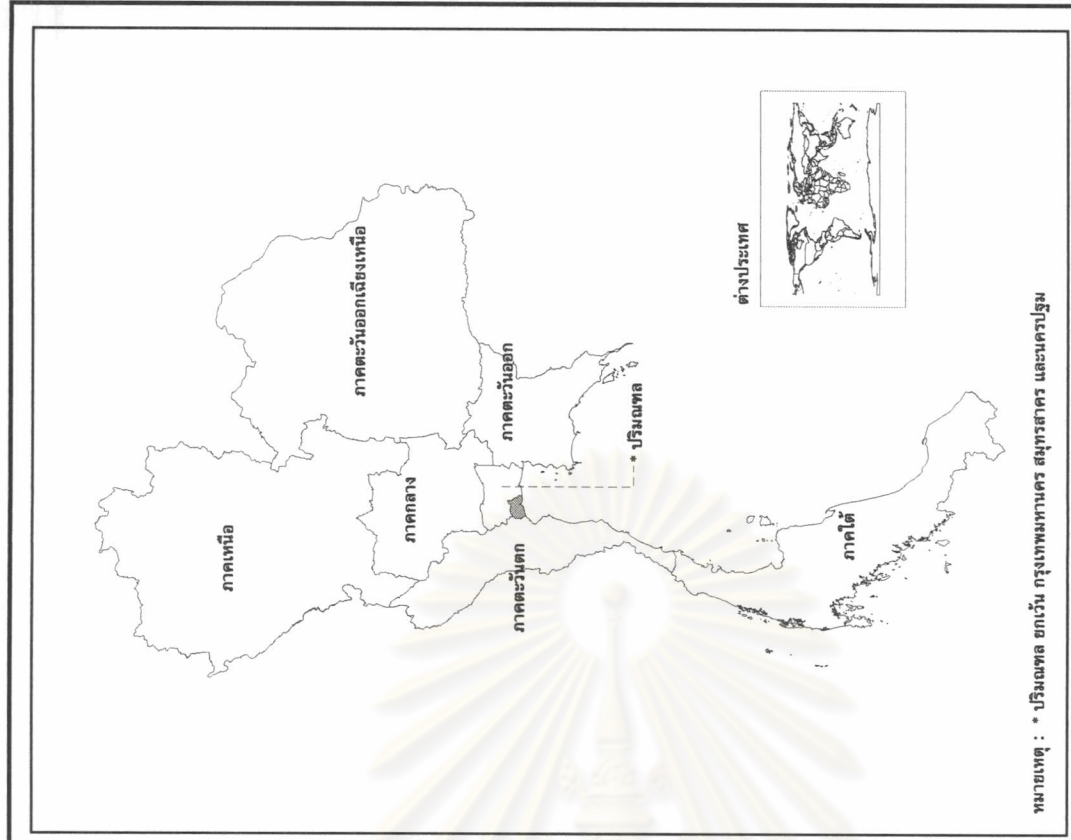 ภาคเหนือ
ภาคตะวันออกเฉียงเหนือ
ภาคกลาง
ภาคตะวันออก
ภาคตะวันตก
* ปริมณฑล
ต่างประเทศ
ภาคใต้
หมายเหตุ : * ปริมณฑล ยกเว้น กรุงเทพมหานคร สมุทรสาคร และนครปฐม